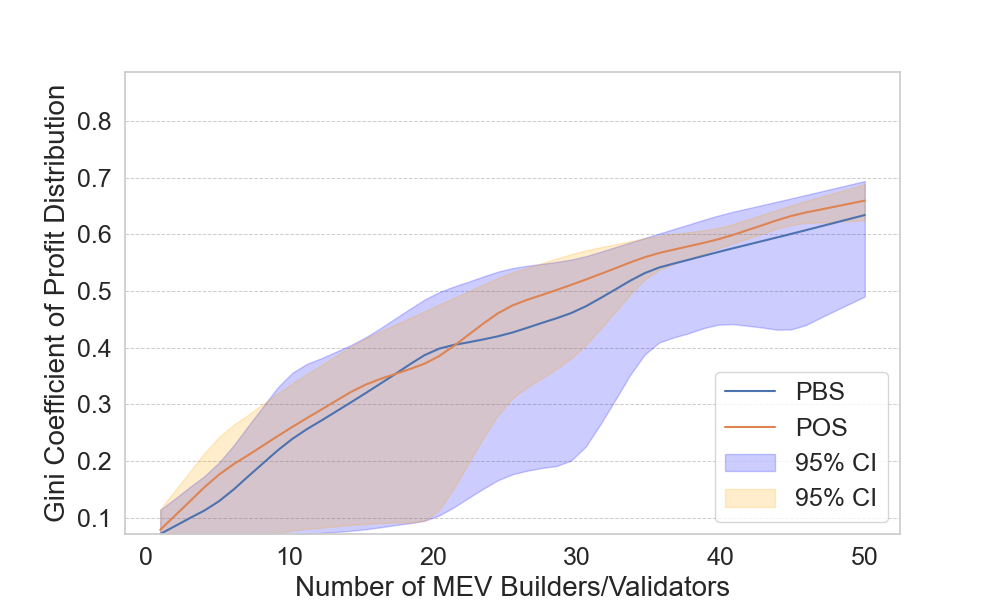 Gini Coefficient of Profit Distribution
0.8
0.7
0.6
0.5
0.4
0.3
0.2
0.1
PBS
POS
95% CI
95% CI
0 10 20 30 40 50
Number of MEV Builders/Validators